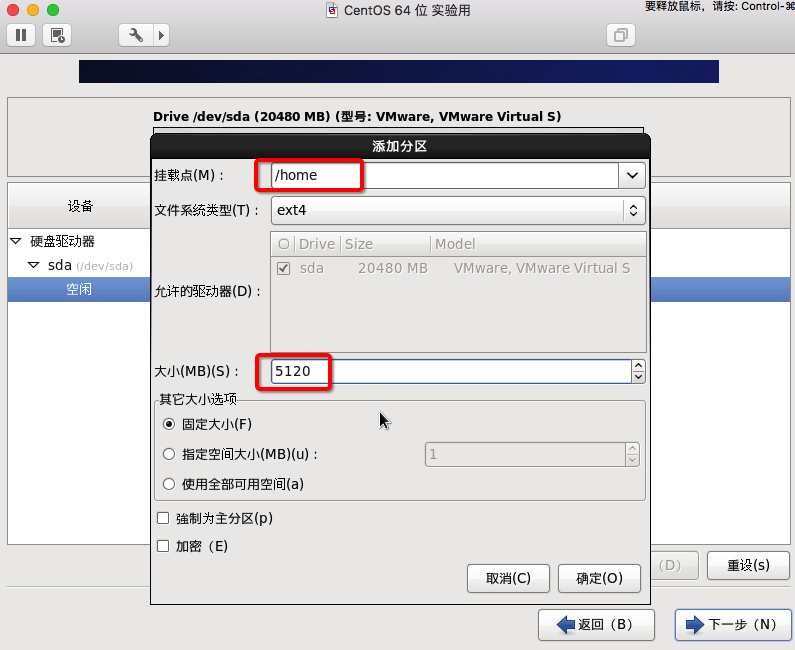 要释放鼠标，请按: Control-⌘
CentOS 64 位 实验用
Drive /dev/sda (20480 MB) (型号: VMware, VMware Virtual S)
添加分区
挂载点(M)： /home
文件系统类型(T)： ext4
设备
硬盘驱动器
sda (/dev/sda)
空闲
允许的驱动器(D)：
Drive Size Model
sda 20480 MB VMware, VMware Virtual S
大小(MB)(S)： 5120
其它大小选项
固定大小(F)
指定空间大小(MB)(u)： 1
使用全部可用空间(a)
強制为主分区(p)
加密（E)
取消(C) 确定(O)
(D) 重设(s)
返回（B） 下一步（N）